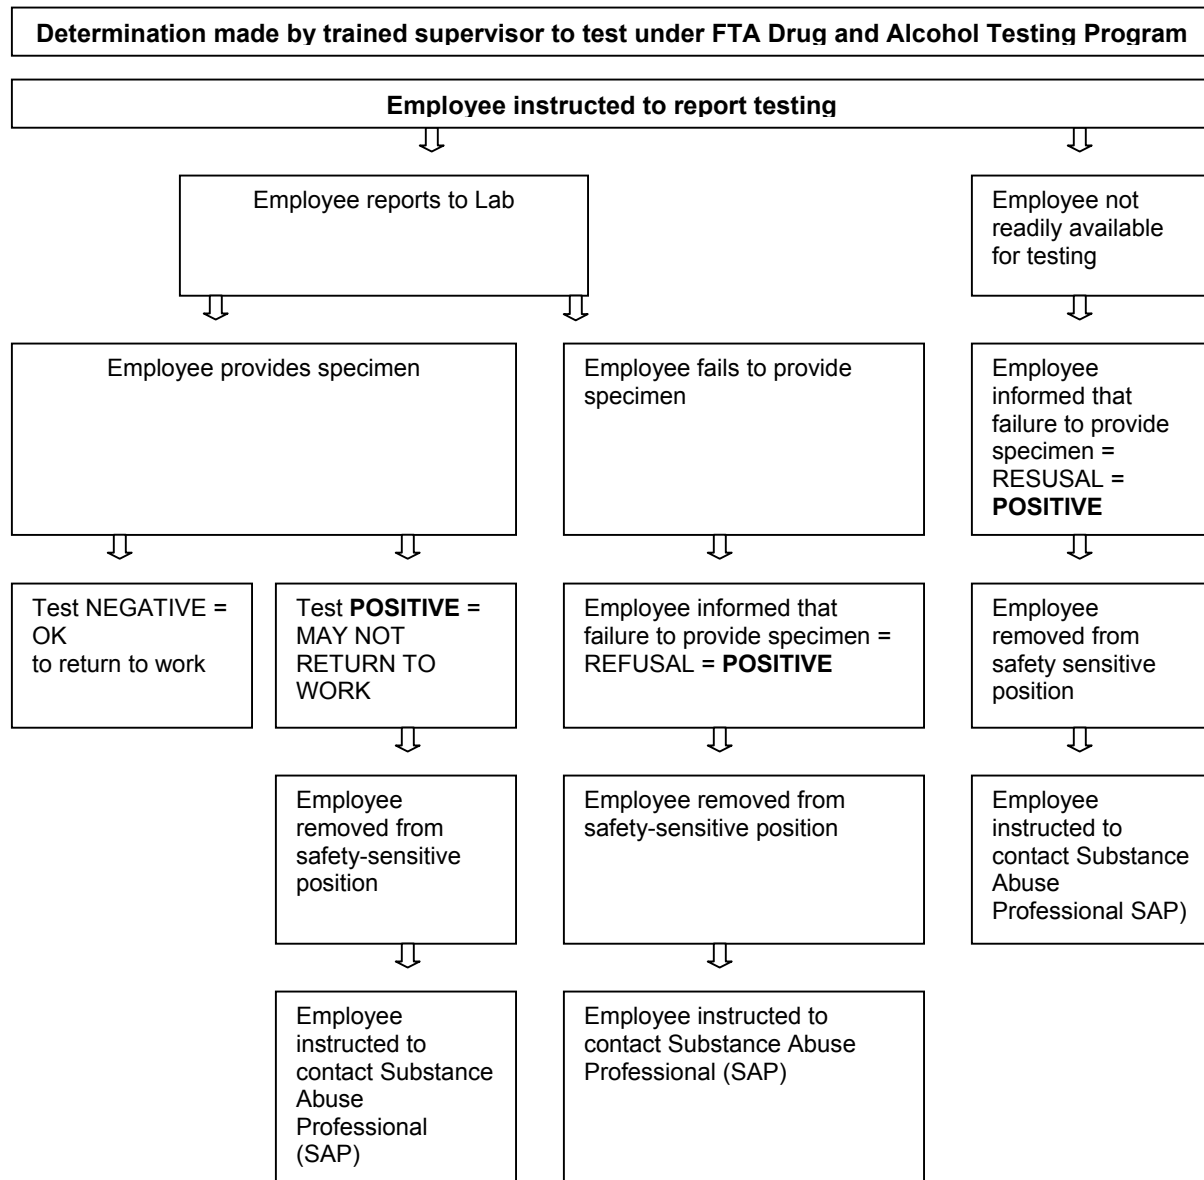 Determination made by trained supervisor to test under FTA Drug and Alcohol Testing Program
Employee instructed to report testing
Employee reports to Lab
Employee not
readily available
for testing
Employee provides specimen
Employee fails to provide
specimen
Employee
informed that
failure to provide
specimen =
RESUSAL =
POSITIVE
Test NEGATIVE =
OK
to return to work
Test POSITIVE =
MAY NOT
RETURN TO
WORK
Employee informed that
failure to provide specimen =
REFUSAL = POSITIVE
Employee
removed from
safety sensitive
position
Employee
removed from
safety-sensitive
position
Employee removed from
safety-sensitive position
Employee
instructed to
contact Substance
Abuse
Professional SAP)
Employee
instructed to
contact Substance
Abuse
Professional
(SAP)
Employee instructed to
contact Substance Abuse
Professional (SAP)